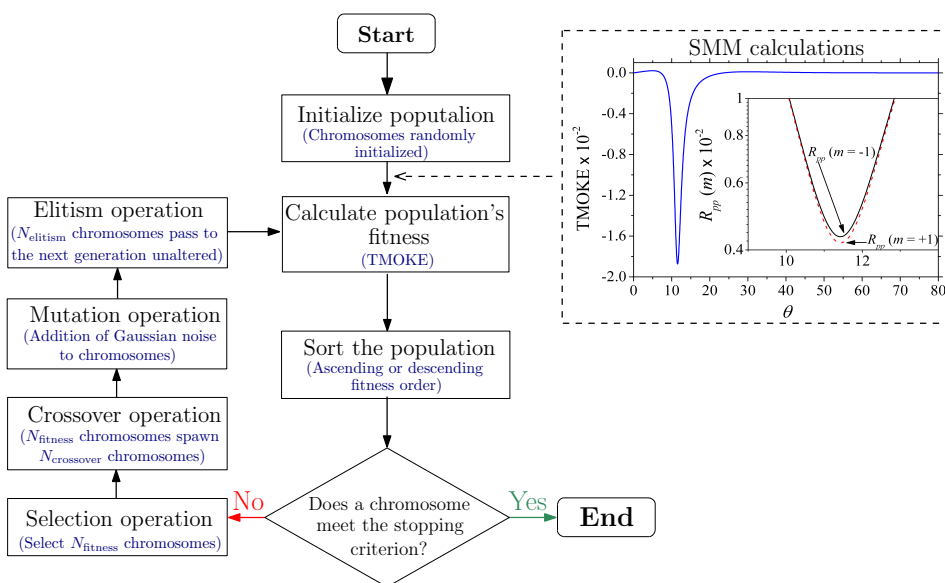 Start
Initialize poputalion
(Chromosomes randomly
initialized)
Calculate population's
fitness
(TMOKE)
Sort the population
(Ascending or descending
fitness order)
Does a chromosome
meet the stopping
criterion?
No
Yes
End
Selection operation
(Select N_fitness chromosomes)
Crossover operation
(N_fitness chromosomes spawn
N_crossover chromosomes)
Mutation operation
(Addition of Gaussian noise
to chromosomes)
Elitism operation
(N_elitism chromosomes pass to
the next generation unaltered)
SMM calculations
TMOKE x 10⁻²
0.0
-0.4
-0.8
-1.2
-1.6
-2.0
0 10 20 30 40 50 60 70 80
θ
R_pp (m) x 10⁻²
1
0.8
0.6
0.4
10 12
R_pp (m = -1)
R_pp (m = +1)